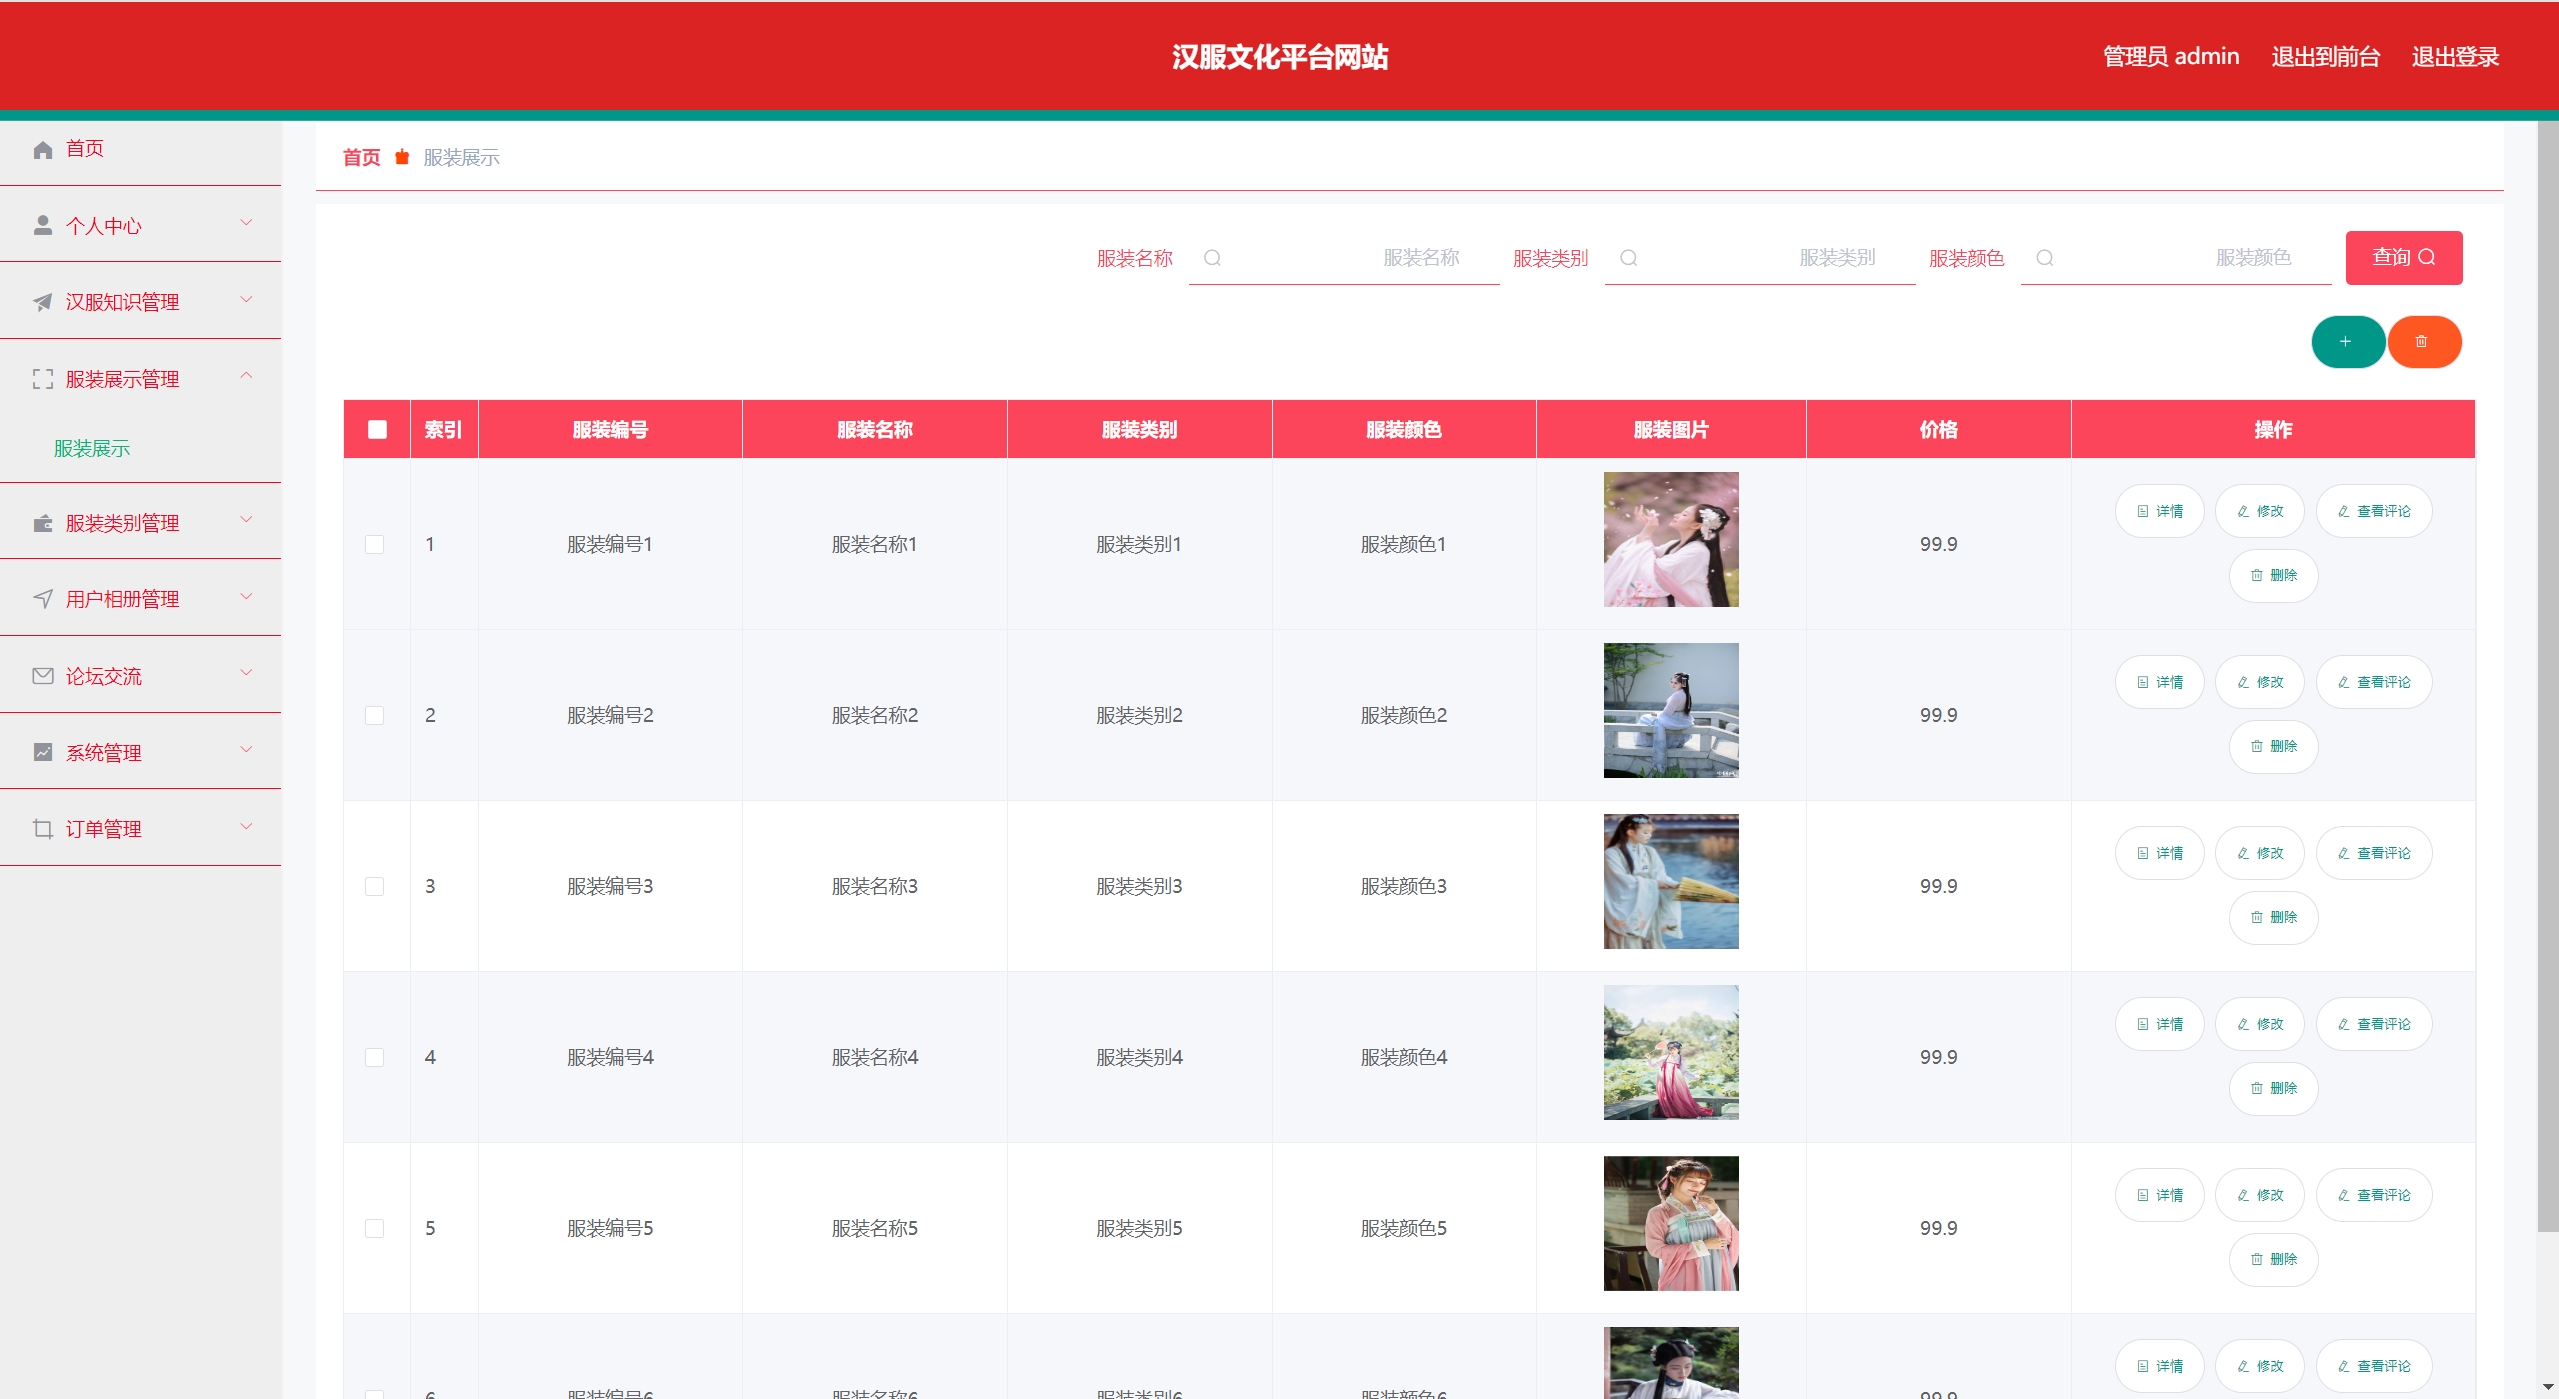 汉服文化平台网站
管理员 admin 退出到前台 退出登录
首页
个人中心
汉服知识管理
服装展示管理
服装展示
服装类别管理
用户相册管理
论坛交流
系统管理
订单管理
首页 服装展示
服装名称 服装名称 服装类别 服装类别 服装颜色 服装颜色 查询
索引 服装编号 服装名称 服装类别 服装颜色 服装图片 价格 操作
1 服装编号1 服装名称1 服装类别1 服装颜色1 99.9 详情 修改 查看评论
删除
2 服装编号2 服装名称2 服装类别2 服装颜色2 99.9 详情 修改 查看评论
删除
3 服装编号3 服装名称3 服装类别3 服装颜色3 99.9 详情 修改 查看评论
删除
4 服装编号4 服装名称4 服装类别4 服装颜色4 99.9 详情 修改 查看评论
删除
5 服装编号5 服装名称5 服装类别5 服装颜色5 99.9 详情 修改 查看评论
删除
6 服装编号6 服装名称6 服装类别6 服装颜色6 99.9 详情 修改 查看评论